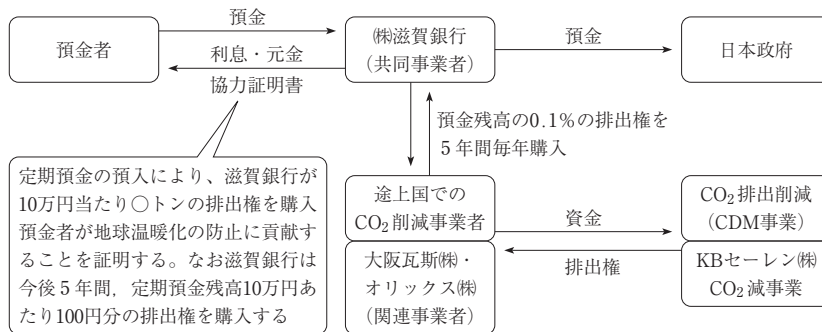 預金者
預金
利息・元金
協力証明書
㈱滋賀銀行
（共同事業者）
預金
日本政府
預金残高の0.1％の排出権を
５年間毎年購入
定期預金の預入により、滋賀銀行が
10万円当たり〇トンの排出権を購入
預金者が地球温暖化の防止に貢献す
ることを証明する。なお滋賀銀行は
今後５年間，定期預金残高10万円あ
たり100円分の排出権を購入する
途上国での
CO₂削減事業者
大阪瓦斯㈱・
オリックス㈱
（関連事業者）
資金
排出権
CO₂排出削減
（CDM事業）
KBセーレン㈱
CO₂減事業